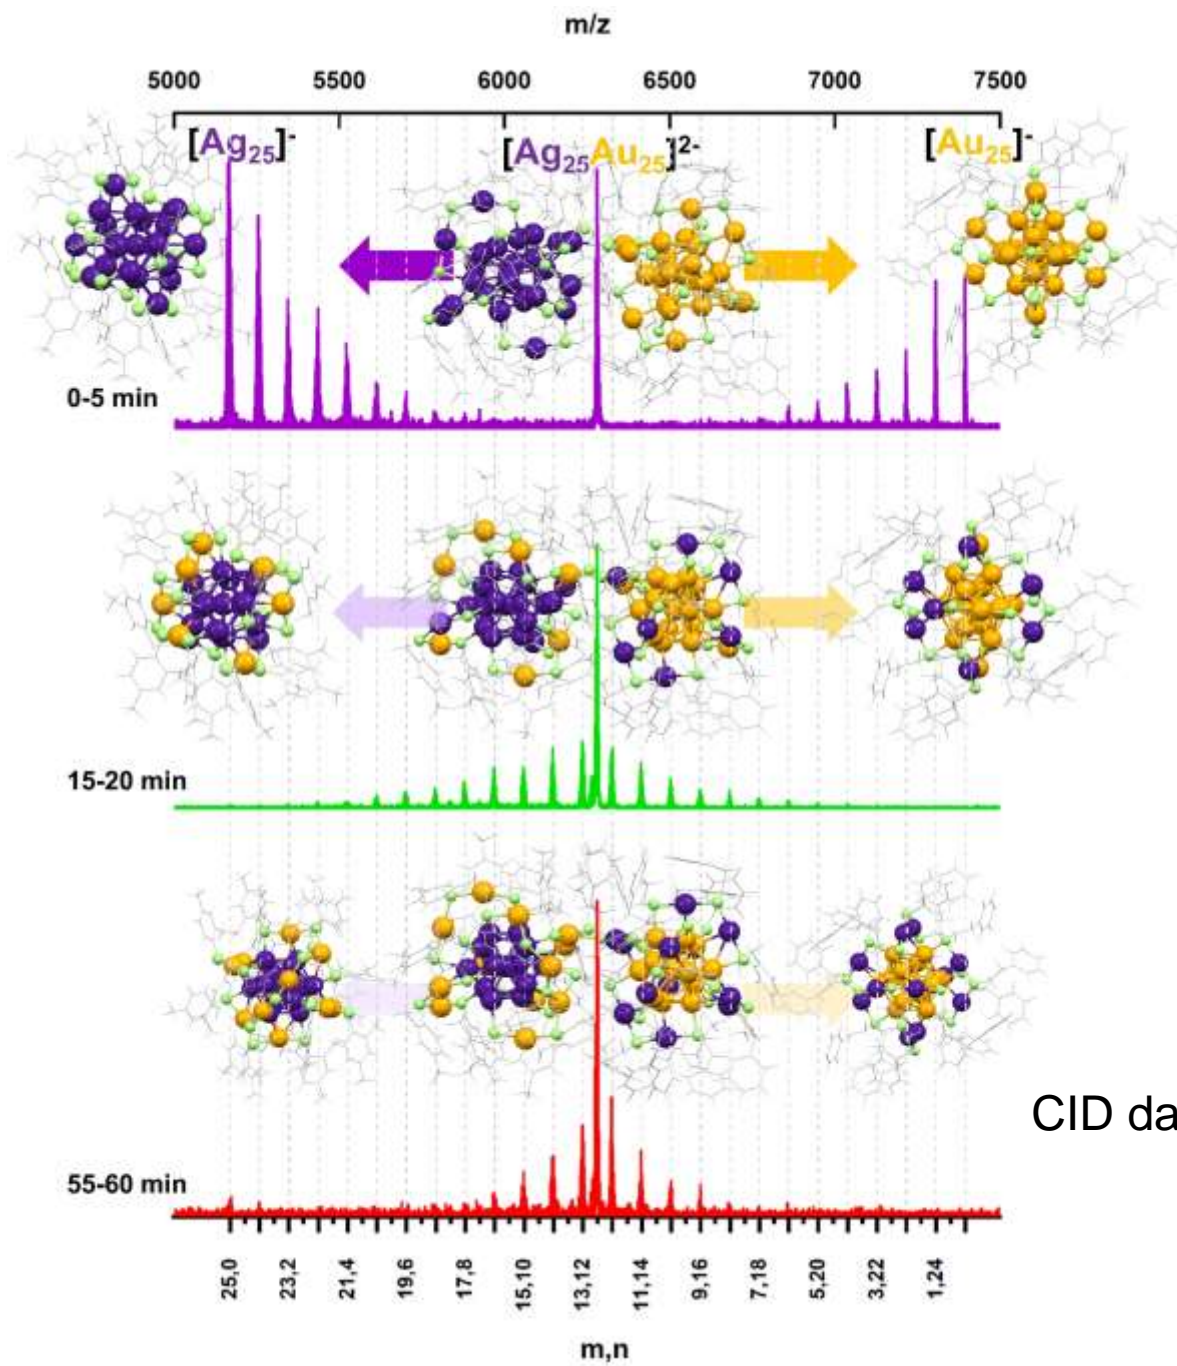 m/z
5000 5500 6000 6500 7000 7500
[Ag25]- [Ag25Au25]2- [Au25]-
0-5 min
15-20 min
CID da
55-60 min
25,0 23,2 21,4 19,6 17,8 15,10 13,12 11,14 9,16 7,18 5,20 3,22 1,24
m,n